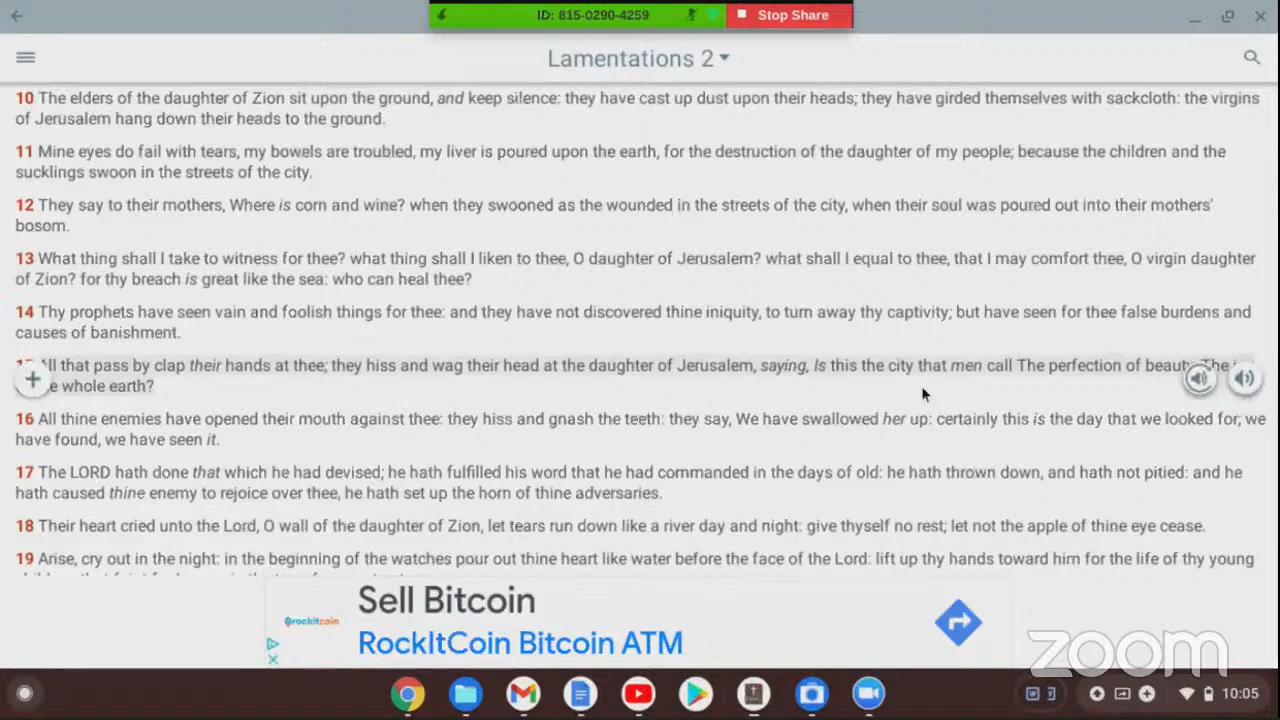 ID: 815-0290-4259
Stop Share
Lamentations 2
10 The elders of the daughter of Zion sit upon the ground, and keep silence: they have cast up dust upon their heads; they have girded themselves with sackcloth: the virgins
of Jerusalem hang down their heads to the ground.
11 Mine eyes do fail with tears, my bowels are troubled, my liver is poured upon the earth, for the destruction of the daughter of my people; because the children and the
sucklings swoon in the streets of the city.
12 They say to their mothers, Where is corn and wine? when they swooned as the wounded in the streets of the city, when their soul was poured out into their mothers'
bosom.
13 What thing shall I take to witness for thee? what thing shall I liken to thee, O daughter of Jerusalem? what shall I equal to thee, that I may comfort thee, O virgin daughter
of Zion? for thy breach is great like the sea: who can heal thee?
14 Thy prophets have seen vain and foolish things for thee: and they have not discovered thine iniquity, to turn away thy captivity; but have seen for thee false burdens and
causes of banishment.
All that pass by clap their hands at thee; they hiss and wag their head at the daughter of Jerusalem, saying, Is this the city that men call The perfection of beauty, The
whole earth?
16 All thine enemies have opened their mouth against thee: they hiss and gnash the teeth: they say, We have swallowed her up: certainly this is the day that we looked for; we
have found, we have seen it.
17 The LORD hath done that which he had devised; he hath fulfilled his word that he had commanded in the days of old: he hath thrown down, and hath not pitied: and he
hath caused thine enemy to rejoice over thee, he hath set up the horn of thine adversaries.
18 Their heart cried unto the Lord, O wall of the daughter of Zion, let tears run down like a river day and night: give thyself no rest; let not the apple of thine eye cease.
19 Arise, cry out in the night: in the beginning of the watches pour out thine heart like water before the face of the Lord: lift up thy hands toward him for the life of thy young
Sell Bitcoin
rockitcoin
RockItCoin Bitcoin ATM
zoom
10:05